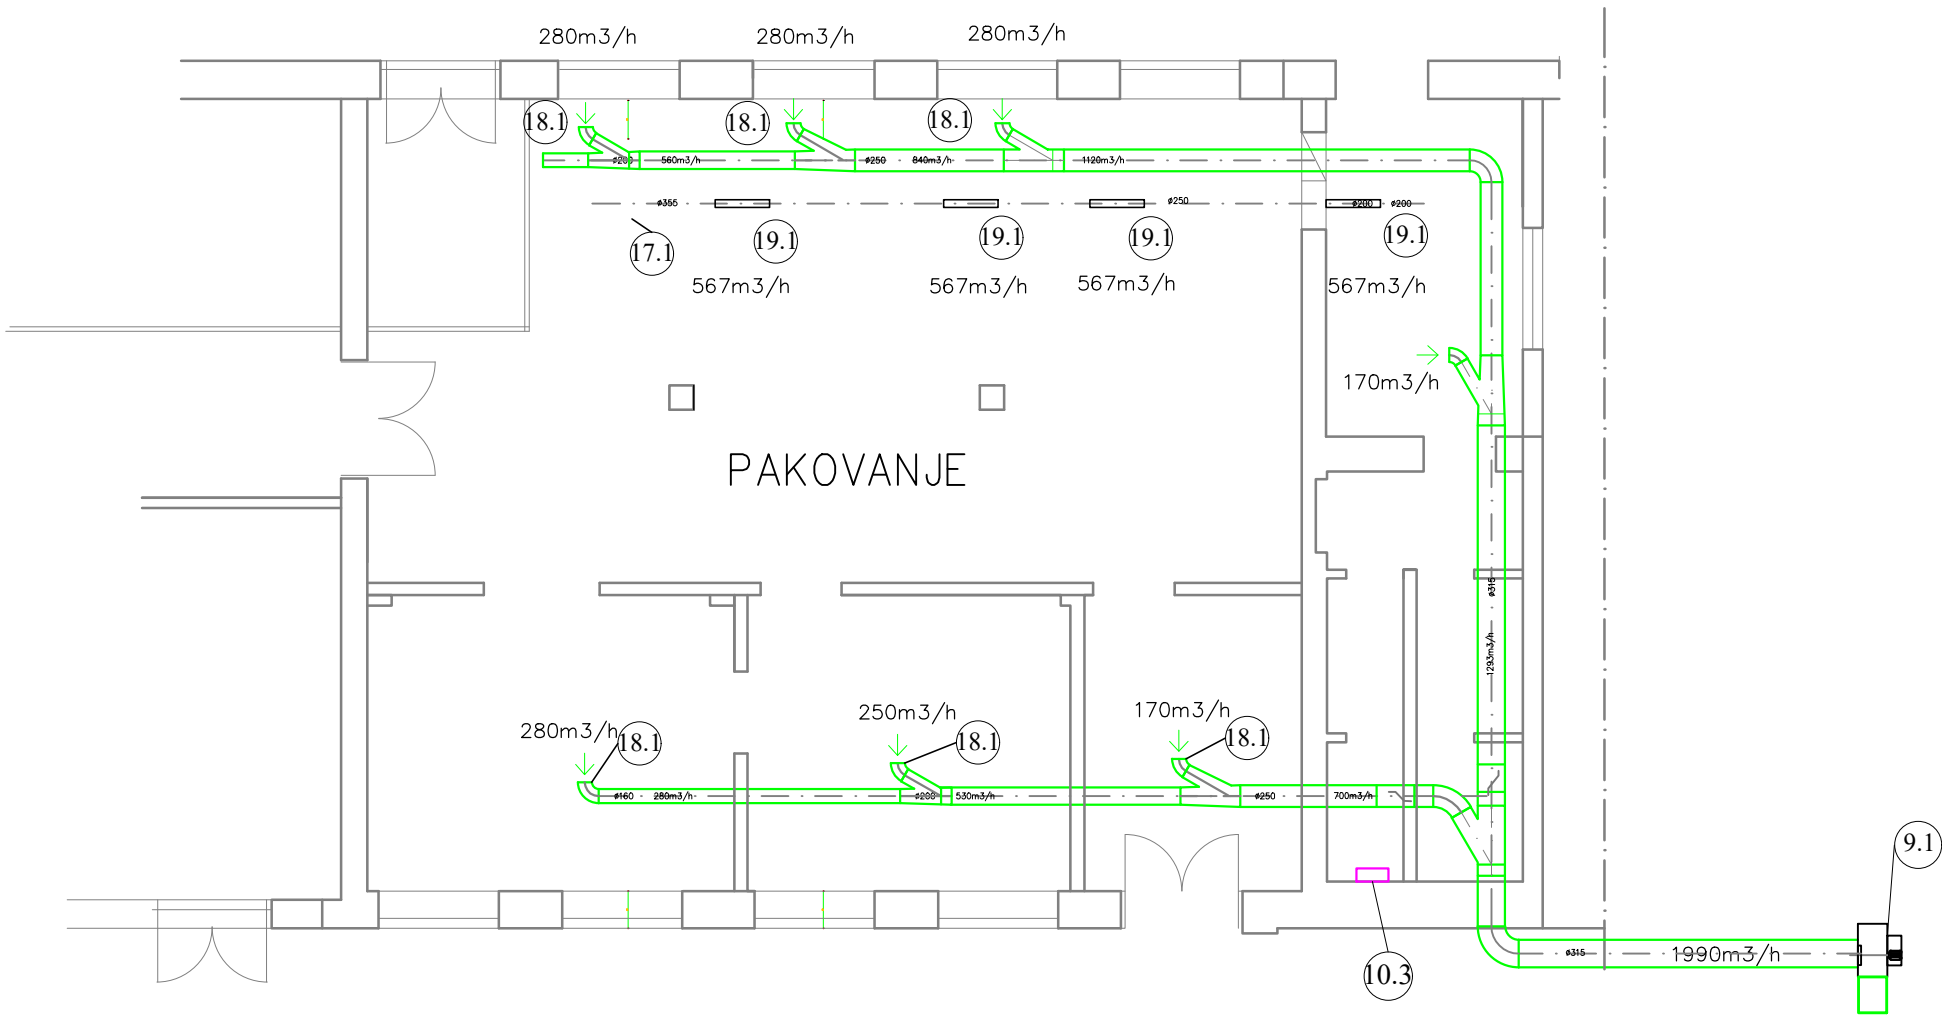 280m3/h
280m3/h
280m3/h
18.1
18.1
18.1
ø200
560m3/h
ø250
840m3/h
1120m3/h
ø355
ø250
ø200
ø200
17.1
19.1
19.1
19.1
19.1
567m3/h
567m3/h
567m3/h
567m3/h
170m3/h
PAKOVANJE
ø315
1293m3/h
280m3/h
18.1
250m3/h
18.1
170m3/h
18.1
ø160
280m3/h
ø200
530m3/h
ø250
700m3/h
9.1
10.3
ø315
1990m3/h